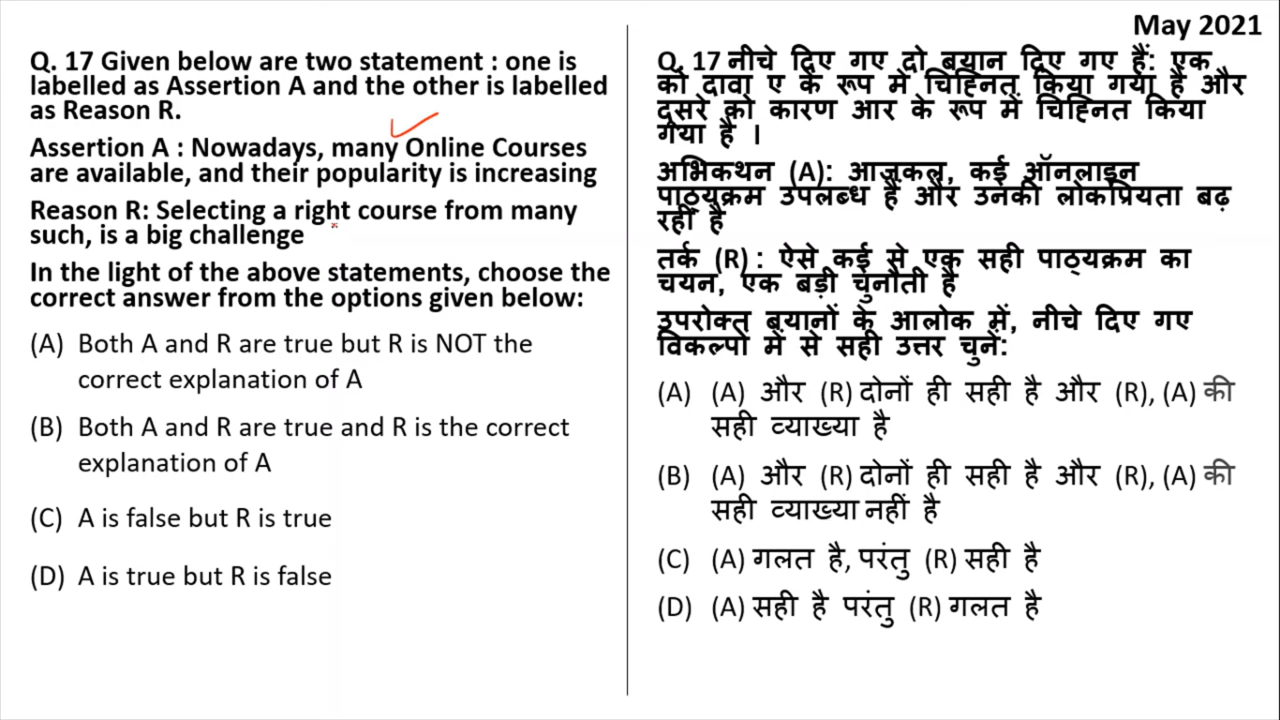 May 2021
Q. 17 Given below are two statement : one is
labelled as Assertion A and the other is labelled
as Reason R.
Assertion A : Nowadays, many Online Courses
are available, and their popularity is increasing
Reason R: Selecting a right course from many
such, is a big challenge
In the light of the above statements, choose the
correct answer from the options given below:
(A) Both A and R are true but R is NOT the
correct explanation of A
(B) Both A and R are true and R is the correct
explanation of A
(C) A is false but R is true
(D) A is true but R is false
Q. 17 नीचे दिए गए दो बयान दिए गए हैं: एक
को दावा ए के रूप में चिह्नित किया गया है और
दूसरे को कारण आर के रूप में चिह्नित किया
गया है ।
अभिकथन (A): आजकल, कई ऑनलाइन
पाठ्यक्रम उपलब्ध हैं और उनकी लोकप्रियता बढ़
रही है
तर्क (R) : ऐसे कई से एक सही पाठ्यक्रम का
चयन, एक बड़ी चुनौती है
उपरोक्त बयानों के आलोक में, नीचे दिए गए
विकल्पों में से सही उत्तर चुनें:
(A) (A) और (R) दोनों ही सही है और (R), (A) की
सही व्याख्या है
(B) (A) और (R) दोनों ही सही है और (R), (A) की
सही व्याख्या नहीं है
(C) (A) गलत है, परंतु (R) सही है
(D) (A) सही है परंतु (R) गलत है